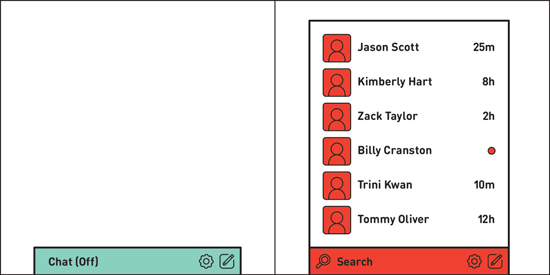 Chat (Off)
Jason Scott 25m
Kimberly Hart 8h
Zack Taylor 2h
Billy Cranston
Trini Kwan 10m
Tommy Oliver 12h
Search